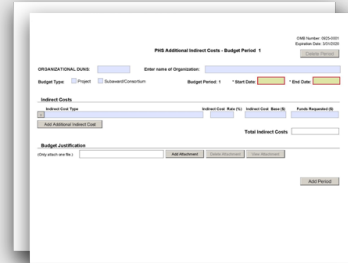 OMB Number: 0925-0001
Expiration Date: 3/31/2020
PHS Additional Indirect Costs - Budget Period 1
Delete Period
ORGANIZATIONAL DUNS:
Enter name of Organization:
Budget Type: Project Subaward/Consortium Budget Period: 1 * Start Date: * End Date:
Indirect Costs
Indirect Cost Type Indirect Cost Rate (%) Indirect Cost Base ($) Funds Requested ($)
Add Additional Indirect Cost
Total Indirect Costs
Budget Justification
(Only attach one file.) Add Attachment Delete Attachment View Attachment
Add Period